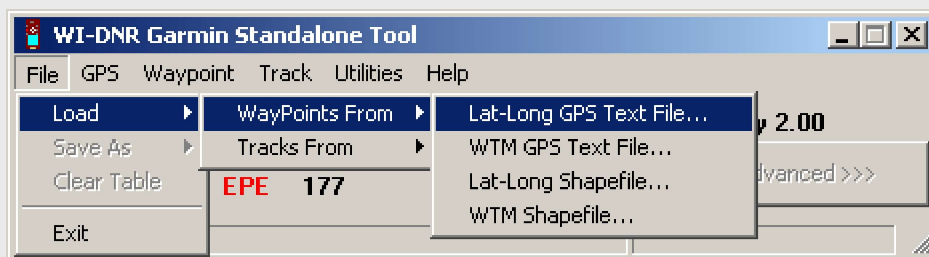 WI-DNR Garmin Standalone Tool
File GPS Waypoint Track Utilities Help
Load WayPoints From Lat-Long GPS Text File...
2.00
Save As Tracks From WTM GPS Text File...
Clear Table EPE 177 Lat-Long Shapefile... >>>
WTM Shapefile...
Exit